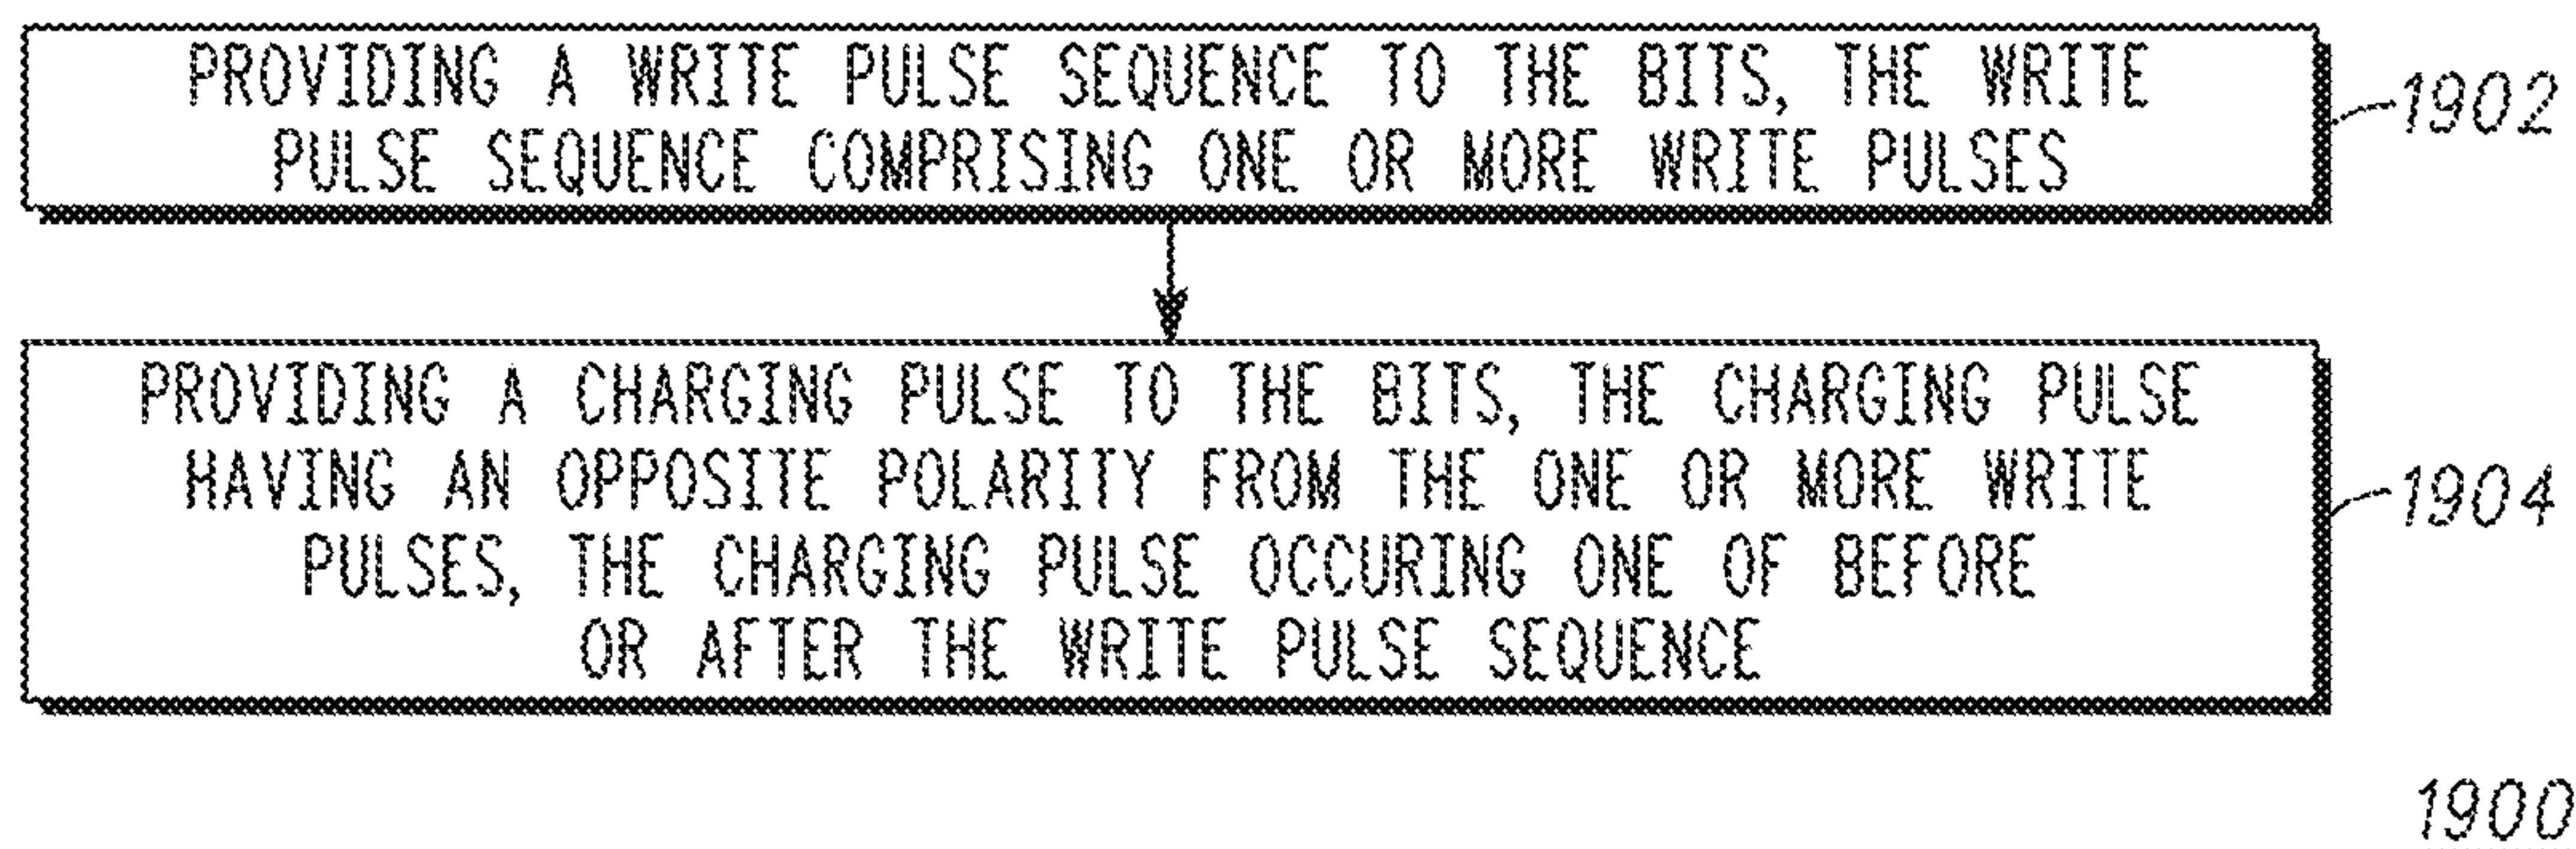 PROVIDING A WRITE PULSE SEQUENCE TO THE BITS, THE WRITE
PULSE SEQUENCE COMPRISING ONE OR MORE WRITE PULSES
1902
PROVIDING A CHARGING PULSE TO THE BITS, THE CHARGING PULSE
HAVING AN OPPOSITE POLARITY FROM THE ONE OR MORE WRITE
PULSES, THE CHARGING PULSE OCCURING ONE OF BEFORE
OR AFTER THE WRITE PULSE SEQUENCE
1904
1900